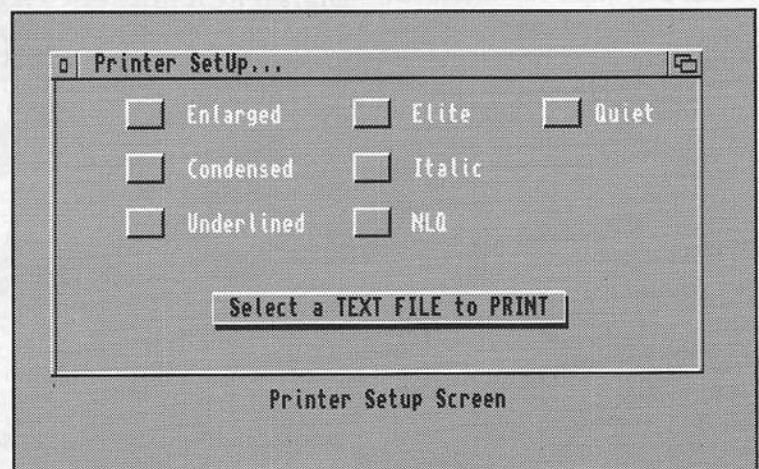 Printer SetUp...
Enlarged Elite Quiet
Condensed Italic
Underlined NLQ
Select a TEXT FILE to PRINT
Printer Setup Screen